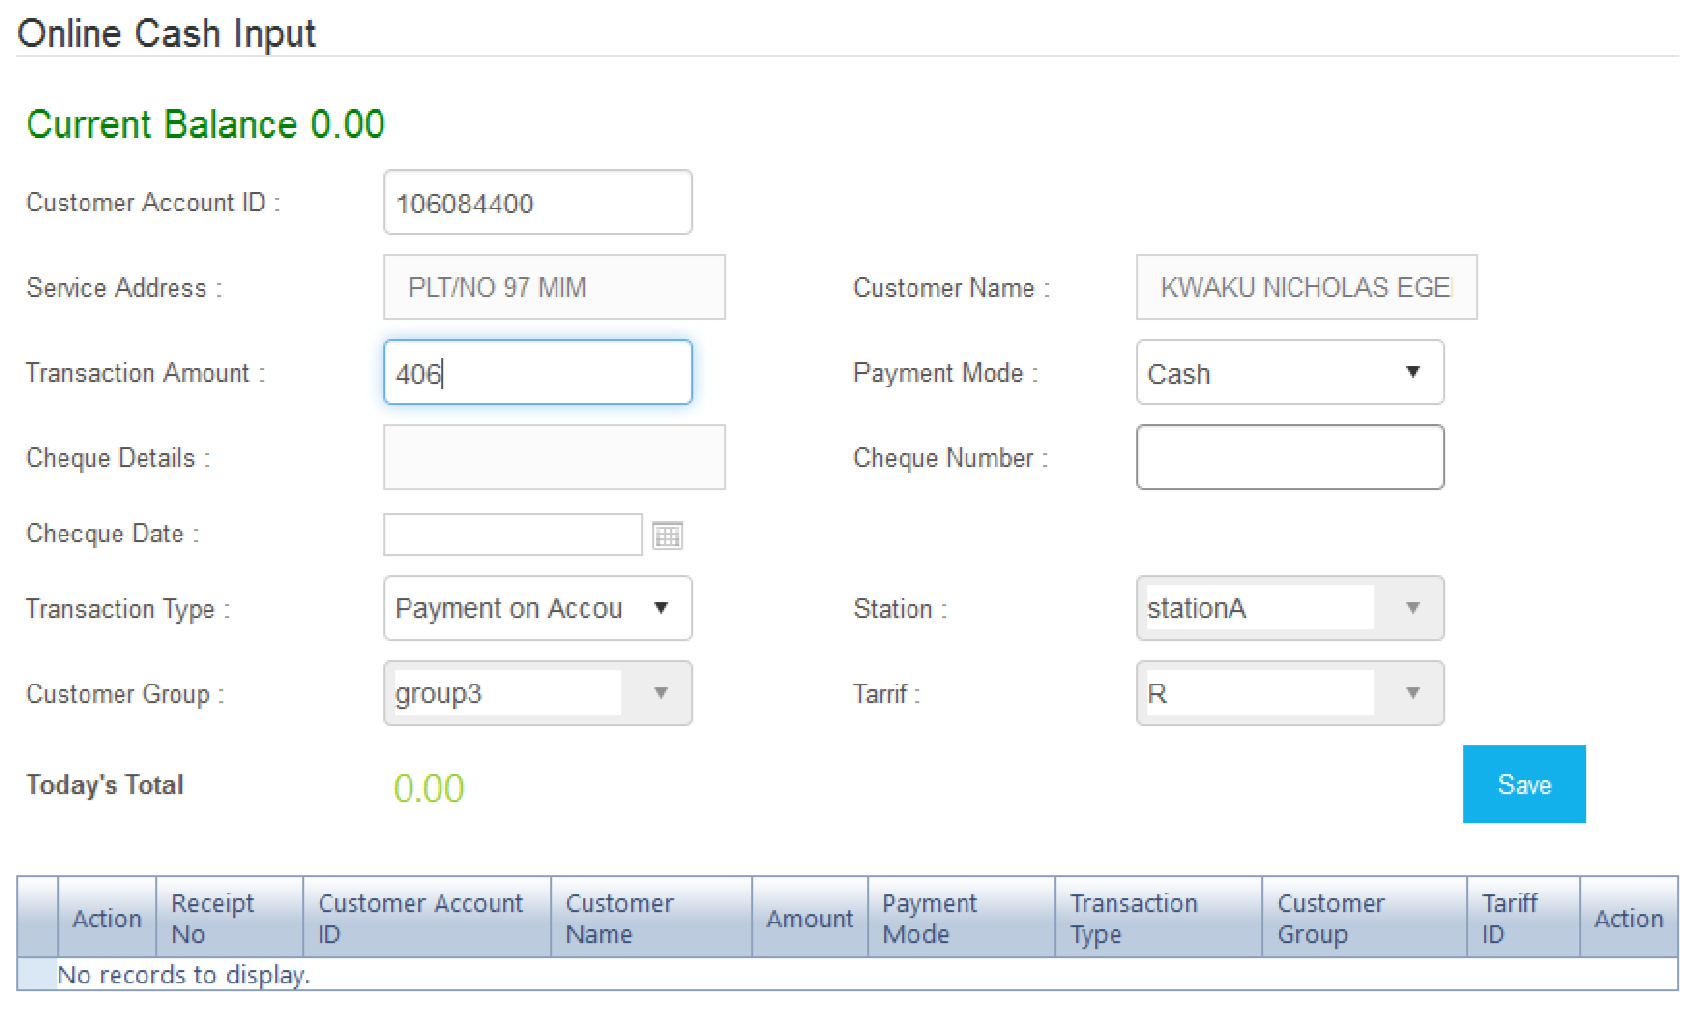 Online Cash Input
Current Balance 0.00
Customer Account ID : 106084400
Service Address : PLT/NO 97 MIM Customer Name : KWAKU NICHOLAS EGE
Transaction Amount : 406 Payment Mode : Cash
Cheque Details : Cheque Number :
Checque Date :
Transaction Type : Payment on Accou Station : stationA
Customer Group : group3 Tarrif : R
Today's Total 0.00 Save
Action Receipt No Customer Account ID Customer Name Amount Payment Mode Transaction Type Customer Group Tariff ID Action
No records to display.